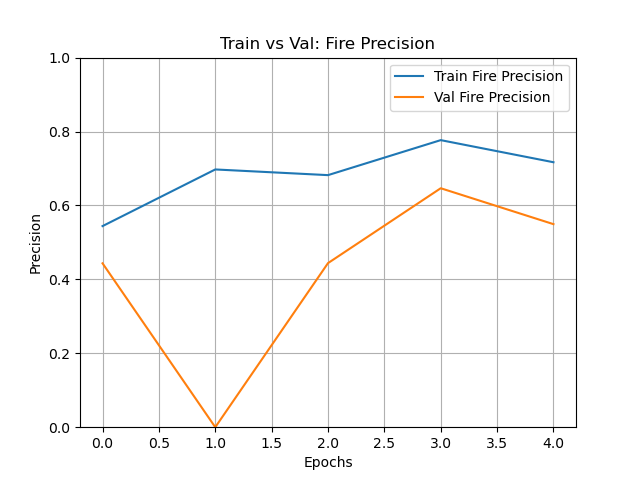 Train vs Val: Fire Precision
Train Fire Precision
Val Fire Precision
Precision
1.0
0.8
0.6
0.4
0.2
0.0
0.0 0.5 1.0 1.5 2.0 2.5 3.0 3.5 4.0
Epochs